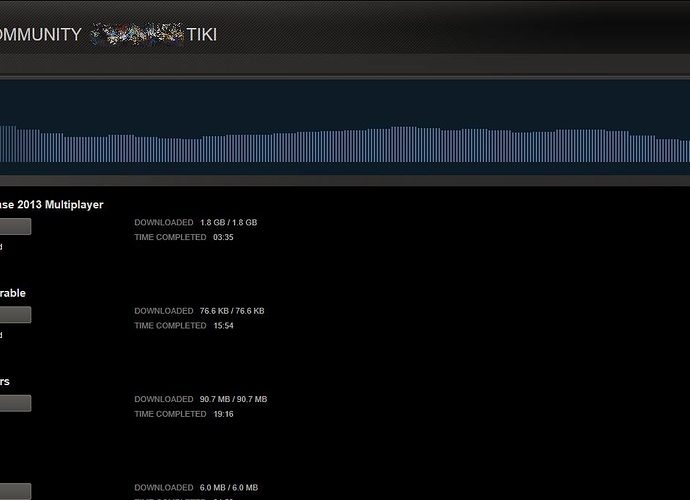 OMMUNITY TIKI
ase 2013 Multiplayer
DOWNLOADED 1.8 GB / 1.8 GB
TIME COMPLETED 03:35
d
rable
DOWNLOADED 76.6 KB / 76.6 KB
TIME COMPLETED 15:54
d
rs
DOWNLOADED 90.7 MB / 90.7 MB
TIME COMPLETED 19:16
DOWNLOADED 6.0 MB / 6.0 MB